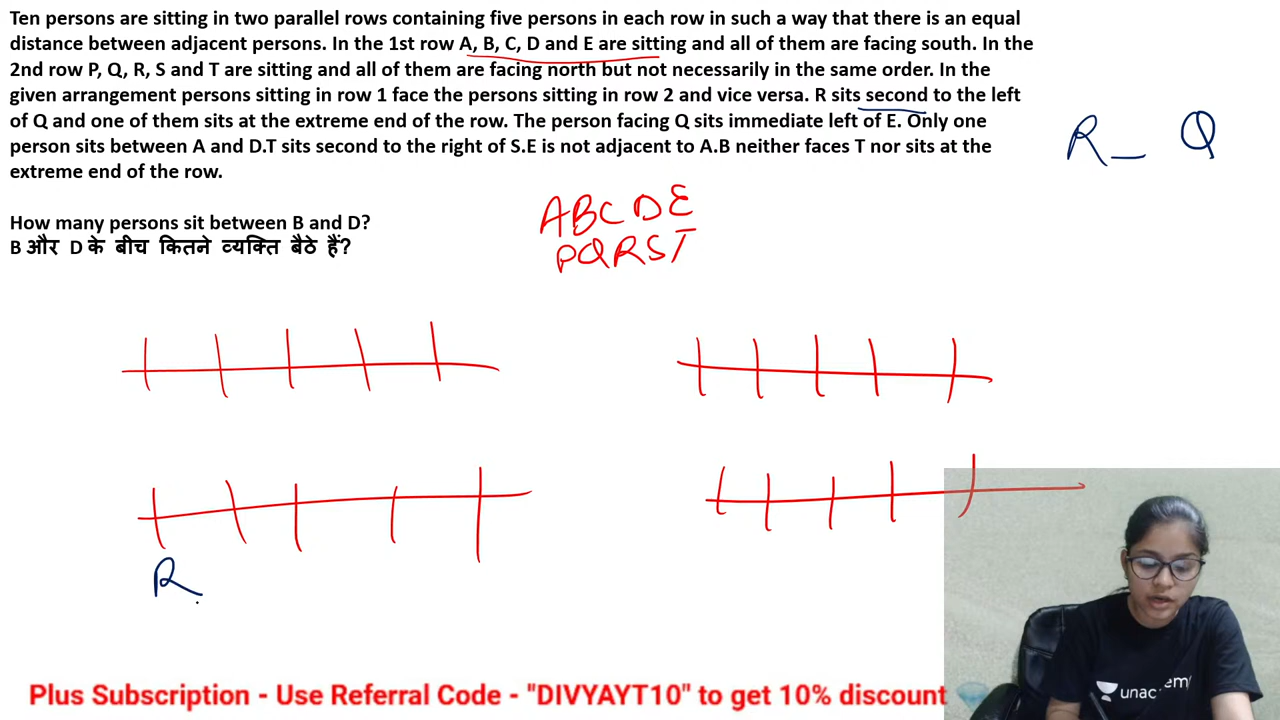 Ten persons are sitting in two parallel rows containing five persons in each row in such a way that there is an equal
distance between adjacent persons. In the 1st row A, B, C, D and E are sitting and all of them are facing south. In the
2nd row P, Q, R, S and T are sitting and all of them are facing north but not necessarily in the same order. In the
given arrangement persons sitting in row 1 face the persons sitting in row 2 and vice versa. R sits second to the left
of Q and one of them sits at the extreme end of the row. The person facing Q sits immediate left of E. Only one
person sits between A and D.T sits second to the right of S.E is not adjacent to A.B neither faces T nor sits at the
extreme end of the row.
R _ Q
How many persons sit between B and D?
B और D के बीच कितने व्यक्ति बैठे हैं?
A B C D E
P Q R S T
R
unacademy
Plus Subscription - Use Referral Code - "DIVYAYT10" to get 10% discount